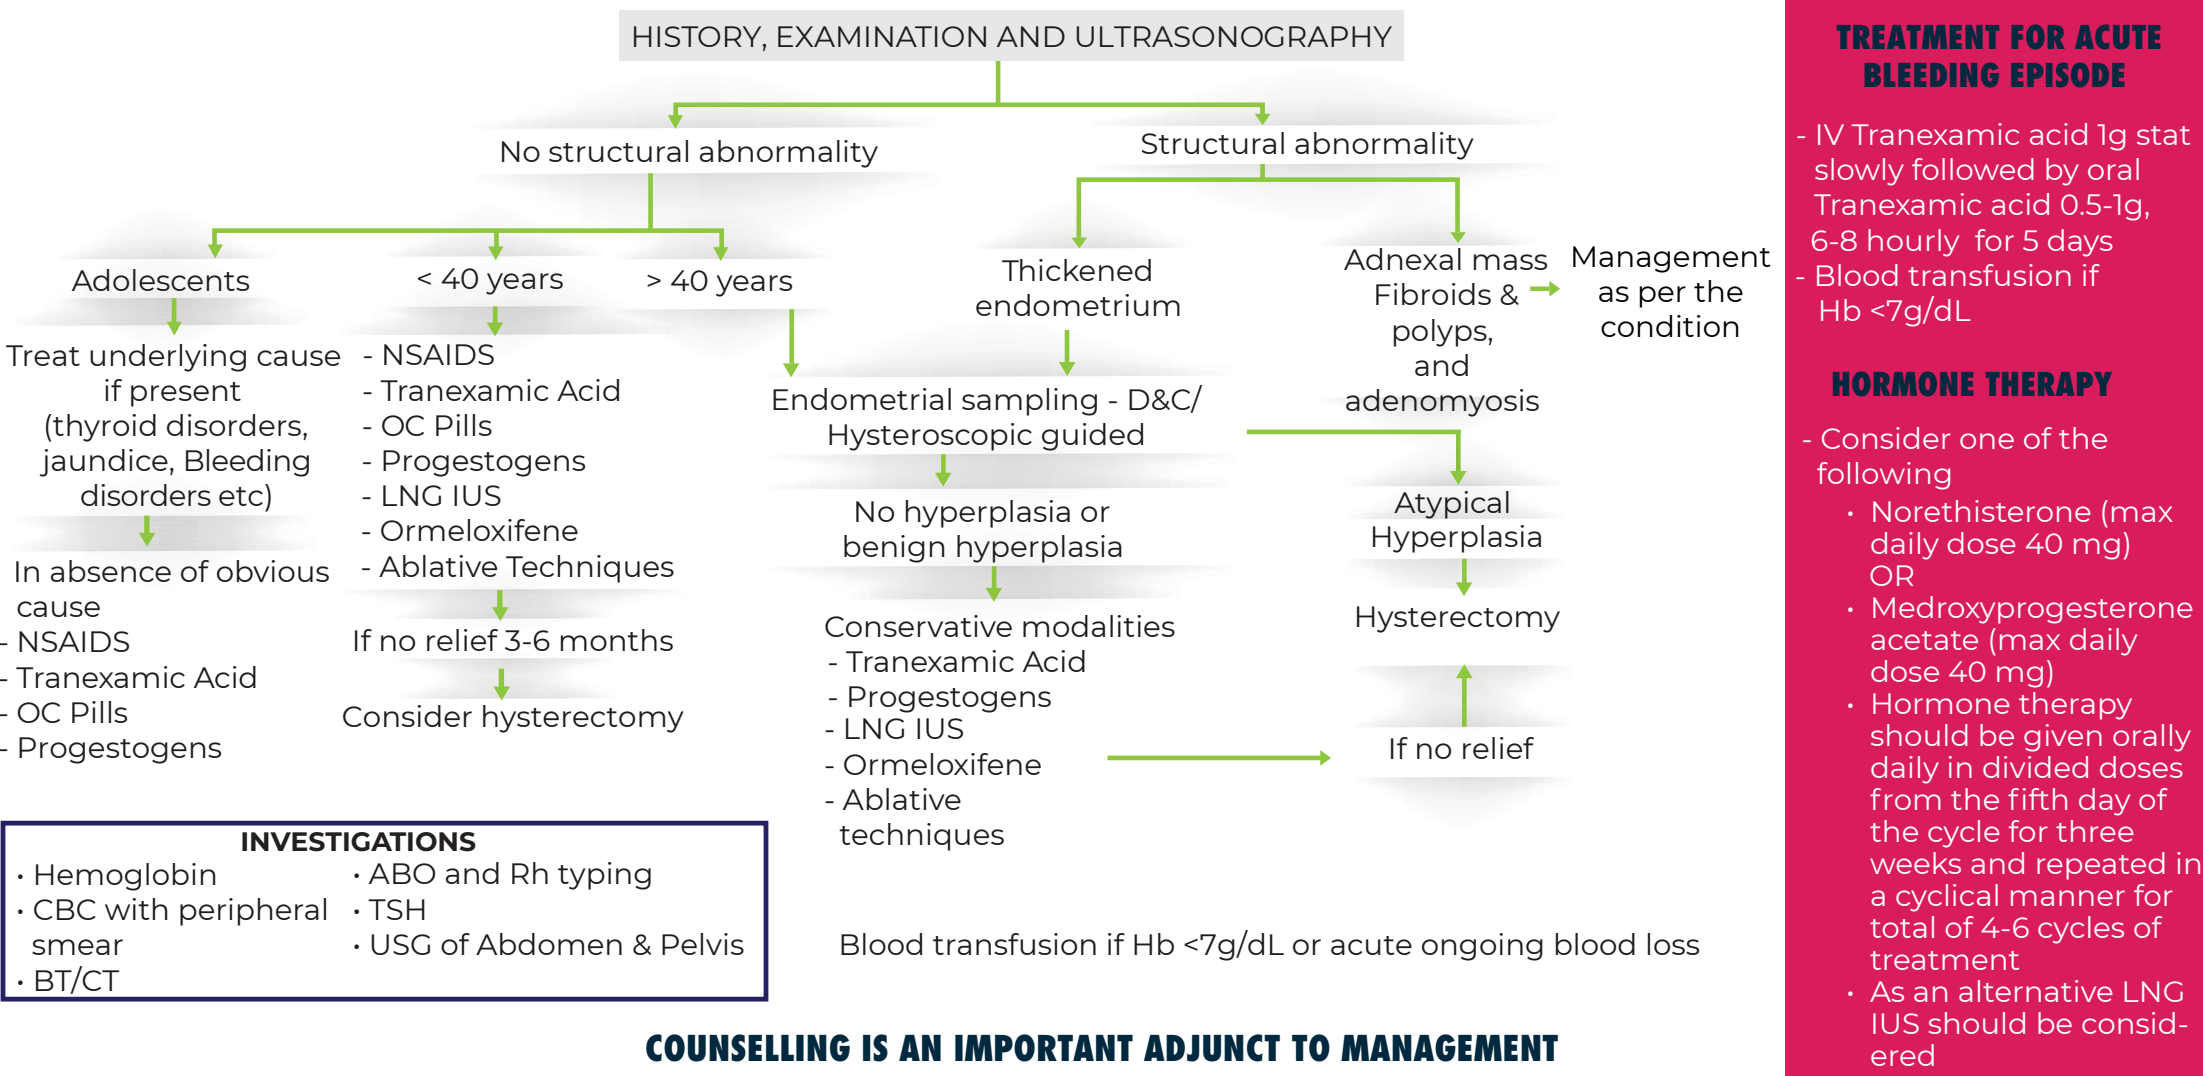 HISTORY, EXAMINATION AND ULTRASONOGRAPHY
No structural abnormality
Structural abnormality
Adolescents
< 40 years
> 40 years
Thickened
endometrium
Adnexal mass
Fibroids &
polyps,
and
adenomyosis
Management
as per the
condition
Treat underlying cause
if present
(thyroid disorders,
jaundice, Bleeding
disorders etc)
In absence of obvious
cause
- NSAIDS
- Tranexamic Acid
- OC Pills
- Progestogens
- NSAIDS
- Tranexamic Acid
- OC Pills
- Progestogens
- LNG IUS
- Ormeloxifene
- Ablative Techniques
If no relief 3-6 months
Consider hysterectomy
Endometrial sampling - D&C/
Hysteroscopic guided
No hyperplasia or
benign hyperplasia
Conservative modalities
- Tranexamic Acid
- Progestogens
- LNG IUS
- Ormeloxifene
- Ablative
techniques
Atypical
Hyperplasia
Hysterectomy
If no relief
INVESTIGATIONS
• Hemoglobin
• CBC with peripheral
smear
• BT/CT
• ABO and Rh typing
• TSH
• USG of Abdomen & Pelvis
Blood transfusion if Hb <7g/dL or acute ongoing blood loss
COUNSELLING IS AN IMPORTANT ADJUNCT TO MANAGEMENT
TREATMENT FOR ACUTE
BLEEDING EPISODE
- IV Tranexamic acid 1g stat
slowly followed by oral
Tranexamic acid 0.5-1g,
6-8 hourly for 5 days
- Blood transfusion if
Hb <7g/dL
HORMONE THERAPY
- Consider one of the
following
• Norethisterone (max
daily dose 40 mg)
OR
• Medroxyprogesterone
acetate (max daily
dose 40 mg)
• Hormone therapy
should be given orally
daily in divided doses
from the fifth day of
the cycle for three
weeks and repeated in
a cyclical manner for
total of 4-6 cycles of
treatment
• As an alternative LNG
IUS should be consid-
ered